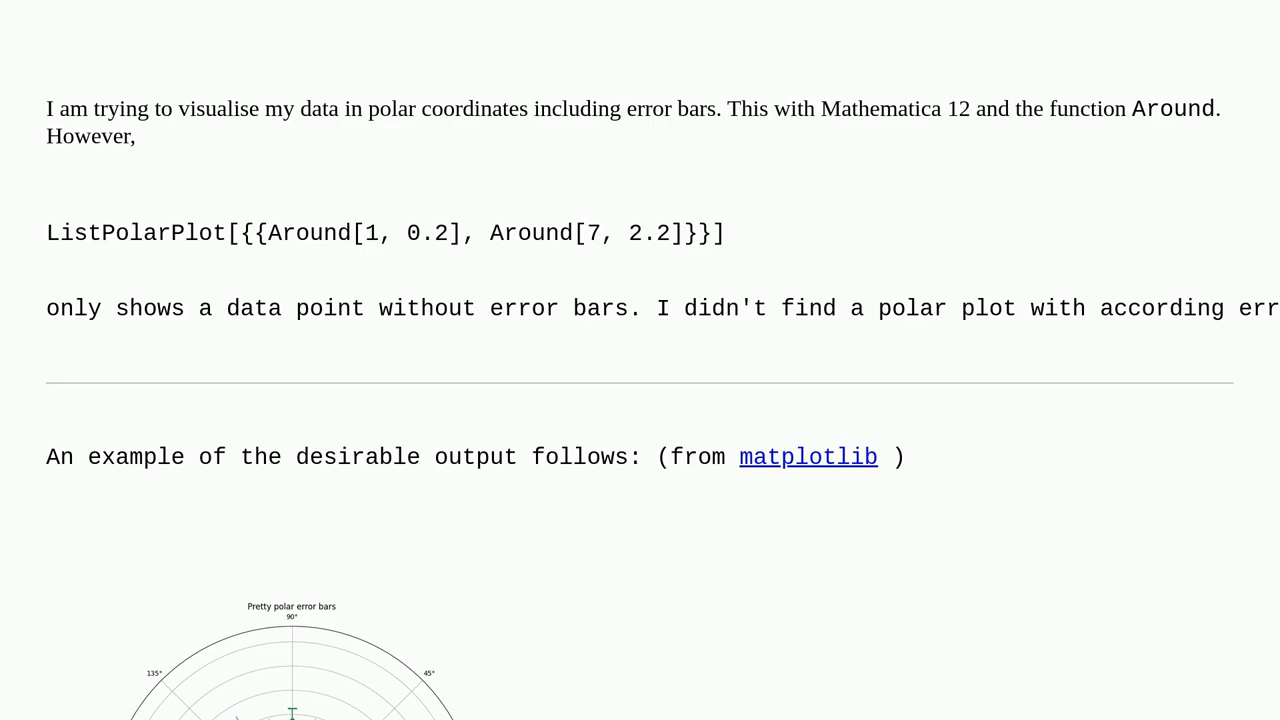 I am trying to visualise my data in polar coordinates including error bars. This with Mathematica 12 and the function Around.
However,
ListPolarPlot[{{Around[1, 0.2], Around[7, 2.2]}}]
only shows a data point without error bars. I didn't find a polar plot with according
An example of the desirable output follows: (from matplotlib )
Pretty polar error bars
90°
135°
45°